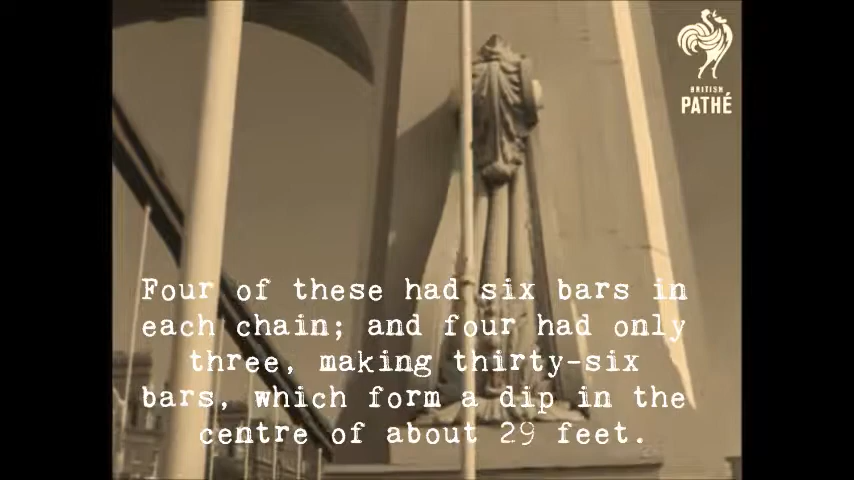 BRITISH
PATHÉ
Four of these had six bars in
each chain; and four had only
three, making thirty-six
bars, which form a dip in the
centre of about 29 feet.